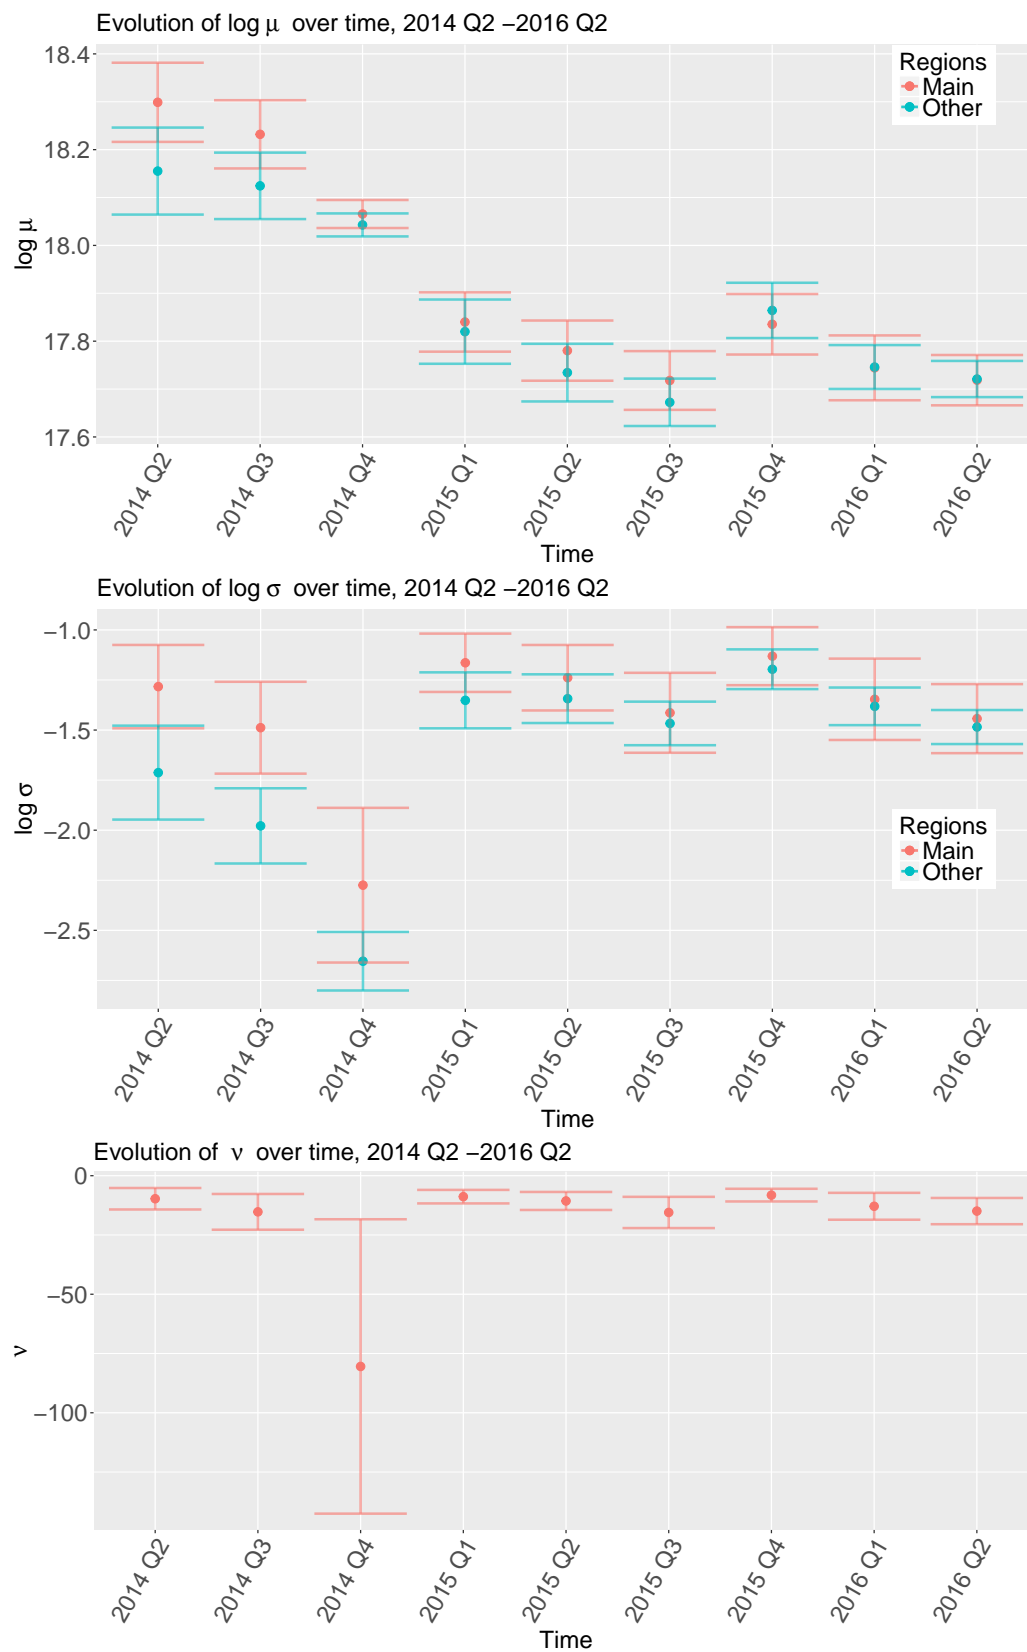 Evolution of log μ over time, 2014 Q2 −2016 Q2
18.4
18.2
18.0
17.8
17.6
log μ
Regions
Main
Other
2014 Q2
2014 Q3
2014 Q4
2015 Q1
2015 Q2
2015 Q3
2015 Q4
2016 Q1
2016 Q2
Time
Evolution of log σ over time, 2014 Q2 −2016 Q2
−1.0
−1.5
−2.0
−2.5
log σ
Regions
Main
Other
2014 Q2
2014 Q3
2014 Q4
2015 Q1
2015 Q2
2015 Q3
2015 Q4
2016 Q1
2016 Q2
Time
Evolution of ν over time, 2014 Q2 −2016 Q2
0
−50
−100
ν
2014 Q2
2014 Q3
2014 Q4
2015 Q1
2015 Q2
2015 Q3
2015 Q4
2016 Q1
2016 Q2
Time